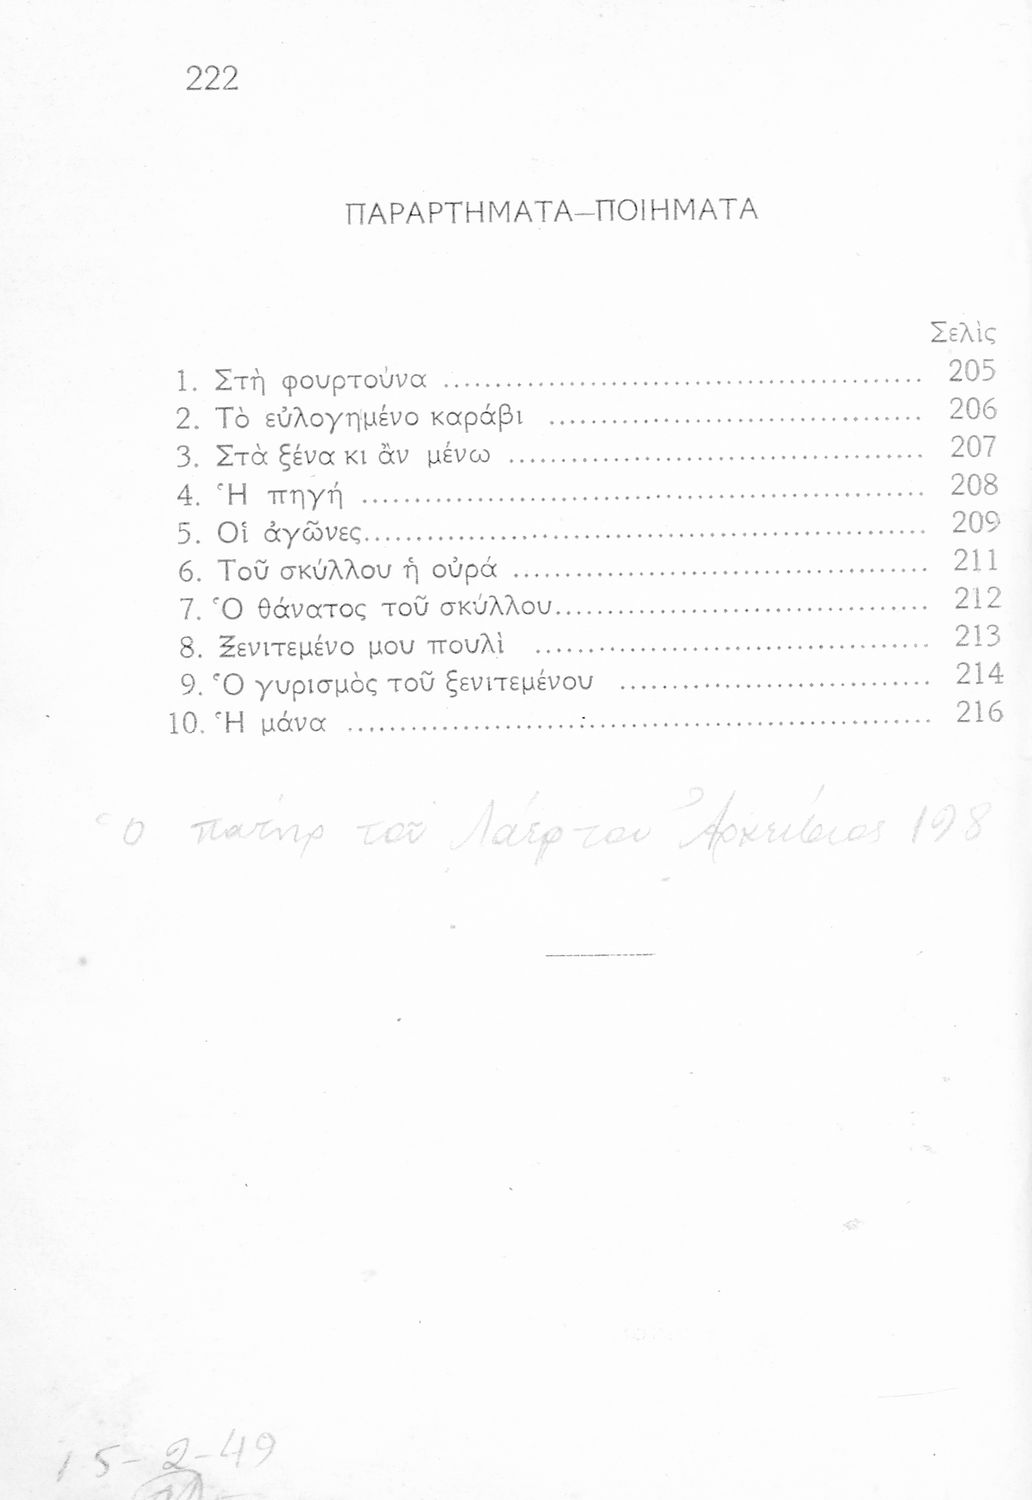 222
ΠΑΡΑΡΤΗΜΑΤΑ—ΠΟΙΗΜΑΤΑ
Σελὶς
1. Στὴ φουρτούνα ............................................. 205
2. Τὸ εὐλογημένο καράβι .................................... 206
3. Στὰ ξένα κι ἂν μένω ....................................... 207
4. Ἡ πηγή ..................................................... 208
5. Οἱ ἀγῶνες..................................................... 209
6. Τοῦ σκύλλου ἡ οὐρά ....................................... 211
7. Ὁ θάνατος τοῦ σκύλλου.................................... 212
8. Ξενιτεμένο μου πουλὶ ..................................... 213
9. Ὁ γυρισμὸς τοῦ ξενιτεμένου .............................. 214
10. Ἡ μάνα ....................................................... 216
Ὁ πατὴρ τοῦ Λαέρτου Ἀρκείσιος 198
15-2-49